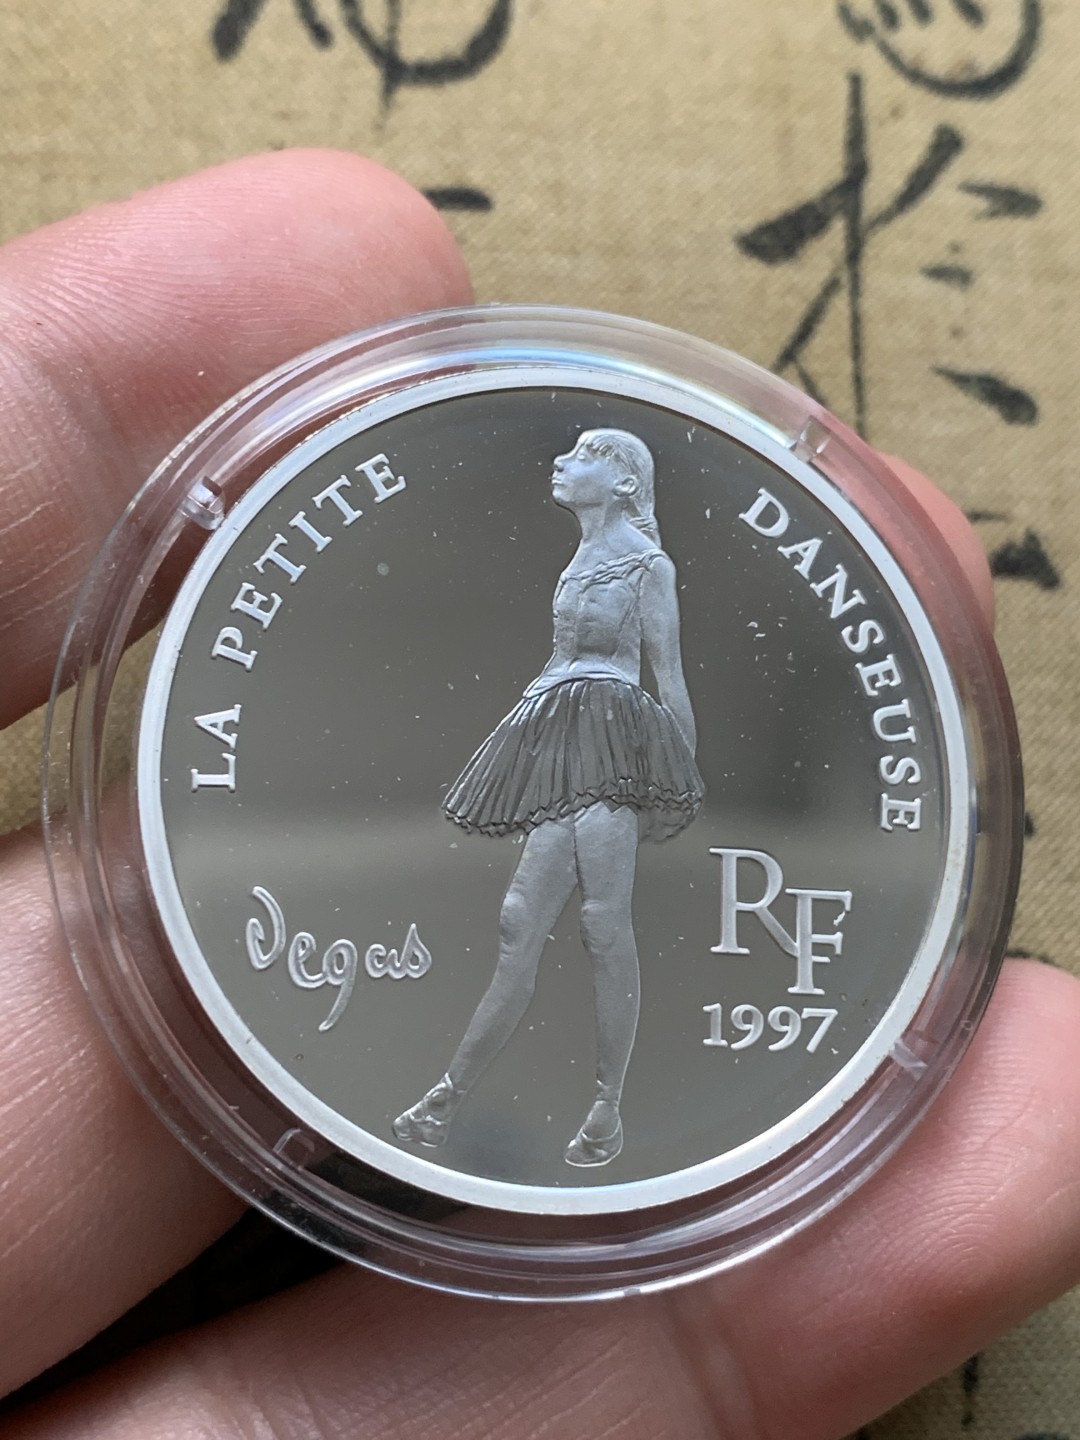 LA PETITE DANSEUSE
Degas
RF
1997